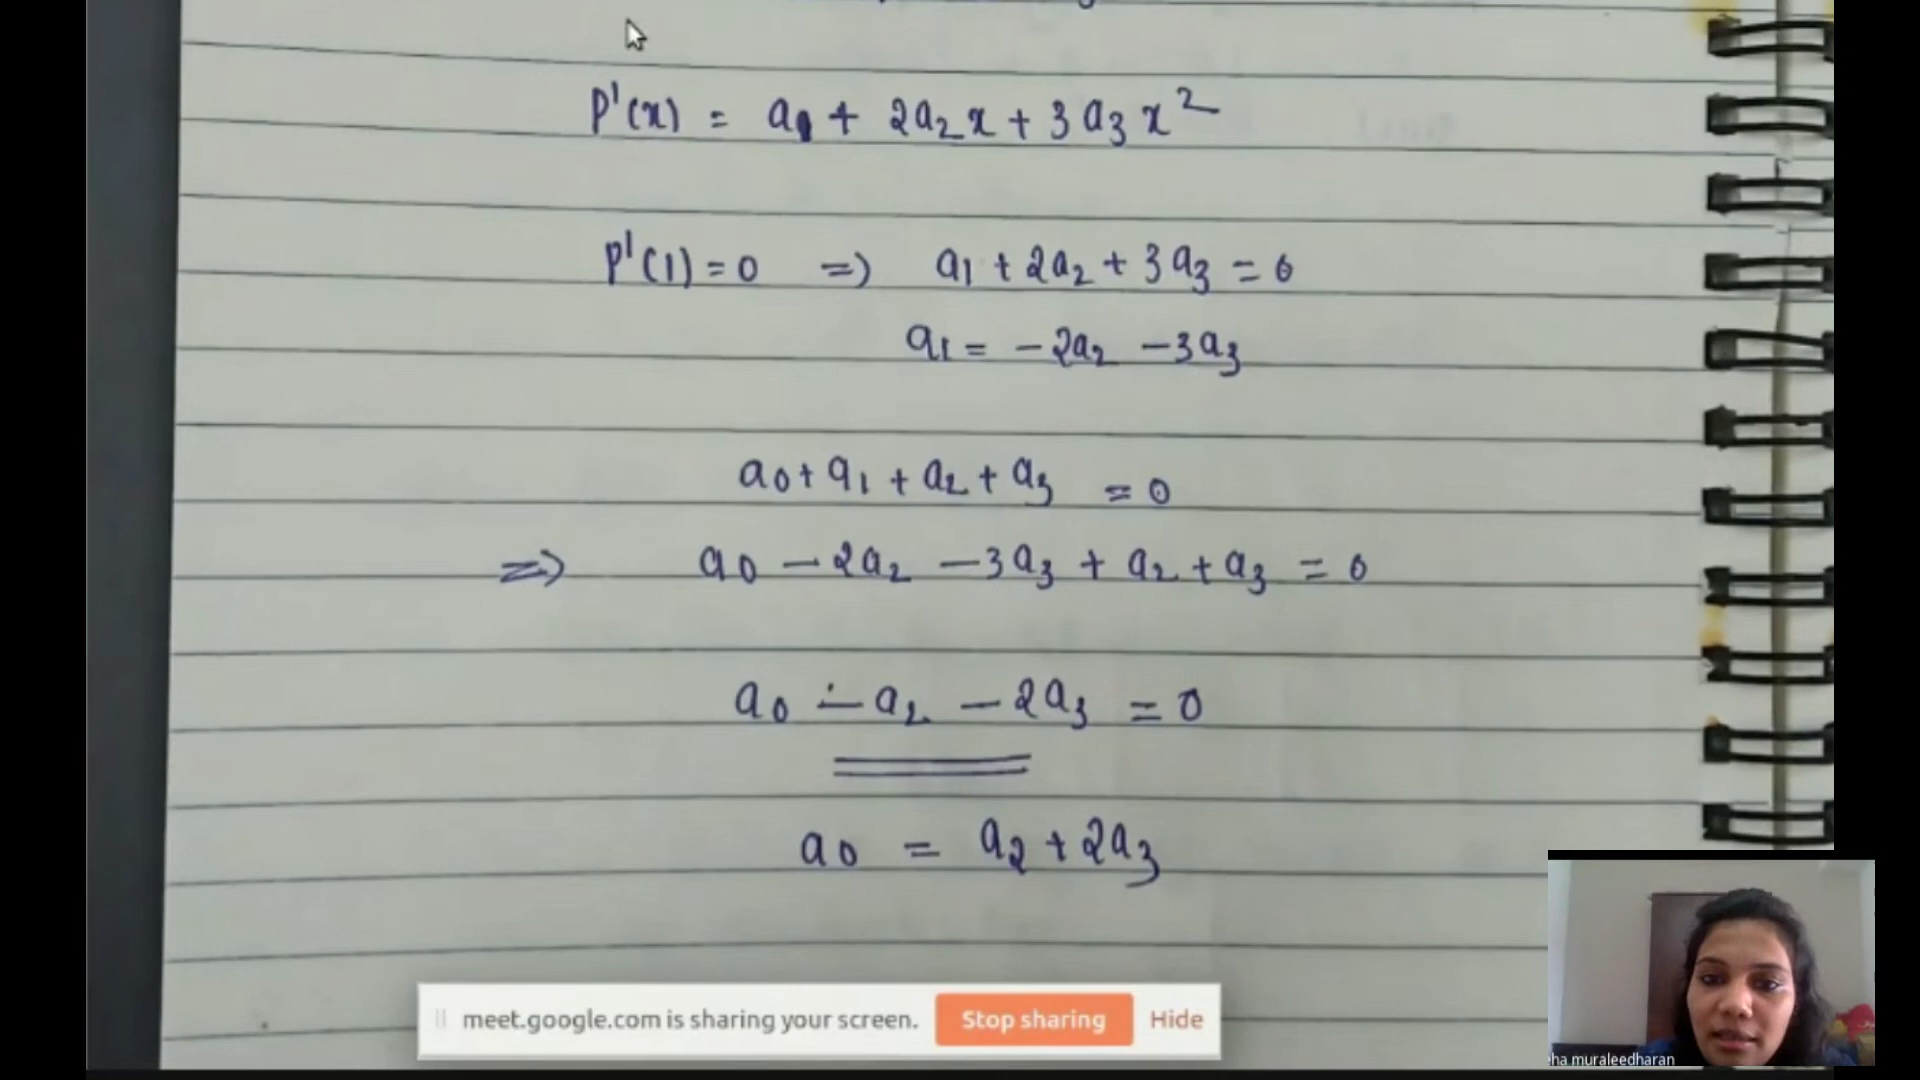 P'(x) = a1 + 2a2x + 3a3x²
P'(1) = 0 => a1 + 2a2 + 3a3 = 0
a1 = -2a2 - 3a3
a0 + a1 + a2 + a3 = 0
=> a0 - 2a2 - 3a3 + a2 + a3 = 0
a0 - a2 - 2a3 = 0
a0 = a2 + 2a3
meet.google.com is sharing your screen. Stop sharing Hide
eha muraleedharan